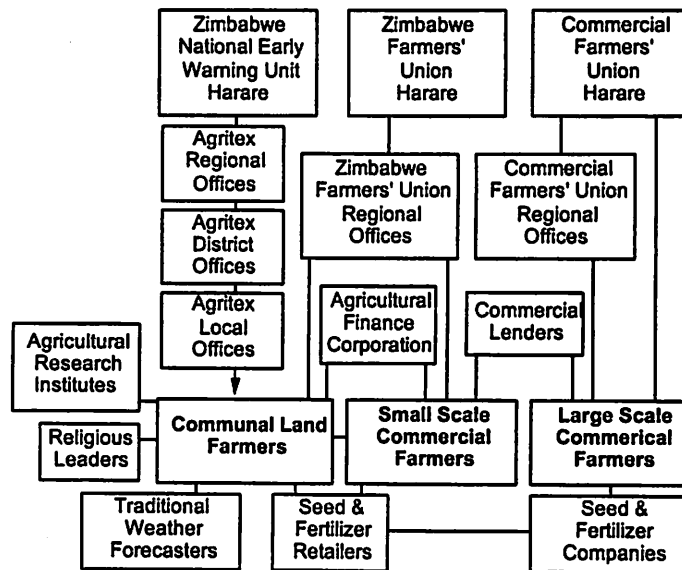 Zimbabwe
National Early
Warning Unit
Harare
Zimbabwe
Farmers'
Union
Harare
Commercial
Farmers'
Union
Harare
Agritex
Regional
Offices
Zimbabwe
Farmers' Union
Regional
Offices
Commercial
Farmers' Union
Regional
Offices
Agritex
District
Offices
Agritex
Local
Offices
Agricultural
Finance
Corporation
Commercial
Lenders
Agricultural
Research
Institutes
Communal Land
Farmers
Small Scale
Commercial
Farmers
Large Scale
Commerical
Farmers
Religious
Leaders
Traditional
Weather
Forecasters
Seed &
Fertilizer
Retailers
Seed &
Fertilizer
Companies